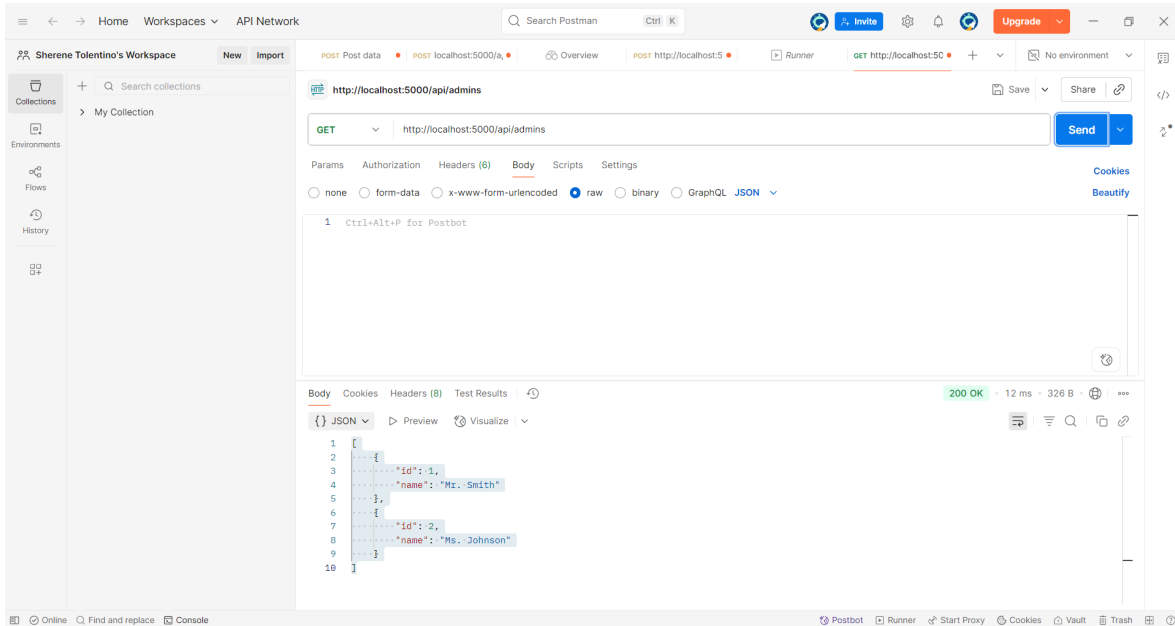 Home Workspaces API Network Search Postman Ctrl K Invite Upgrade
Sherene Tolentino's Workspace New Import POST Post data POST localhost:5000/a, Overview POST http://localhost:5 Runner GET http://localhost:50 No environment
Collections
Search collections
My Collection
Environments
Flows
History
HTTP http://localhost:5000/api/admins Save Share
GET http://localhost:5000/api/admins Send
Params Authorization Headers (6) Body Scripts Settings Cookies
none form-data x-www-form-urlencoded raw binary GraphQL JSON Beautify
1 Ctrl+Alt+P for Postbot
Body Cookies Headers (8) Test Results 200 OK 12 ms 326 B
{} JSON Preview Visualize
1 [
2 {
3 "id": 1,
4 "name": "Mr. Smith"
5 },
6 {
7 "id": 2,
8 "name": "Ms. Johnson"
9 }
10 ]
Online Find and replace Console Postbot Runner Start Proxy Cookies Vault Trash